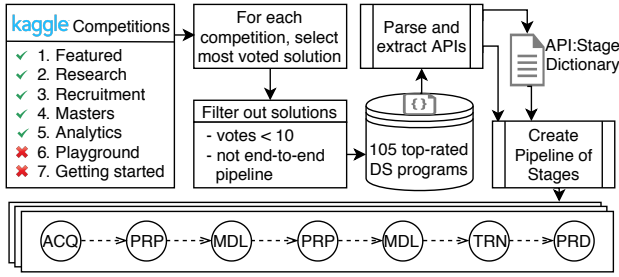 kaggle Competitions
1. Featured
2. Research
3. Recruitment
4. Masters
5. Analytics
6. Playground
7. Getting started
For each
competition, select
most voted solution
Filter out solutions
- votes < 10
- not end-to-end
pipeline
Parse and
extract APIs
{}
105 top-rated
DS programs
API:Stage
Dictionary
Create
Pipeline of
Stages
ACQ PRP MDL PRP MDL TRN PRD